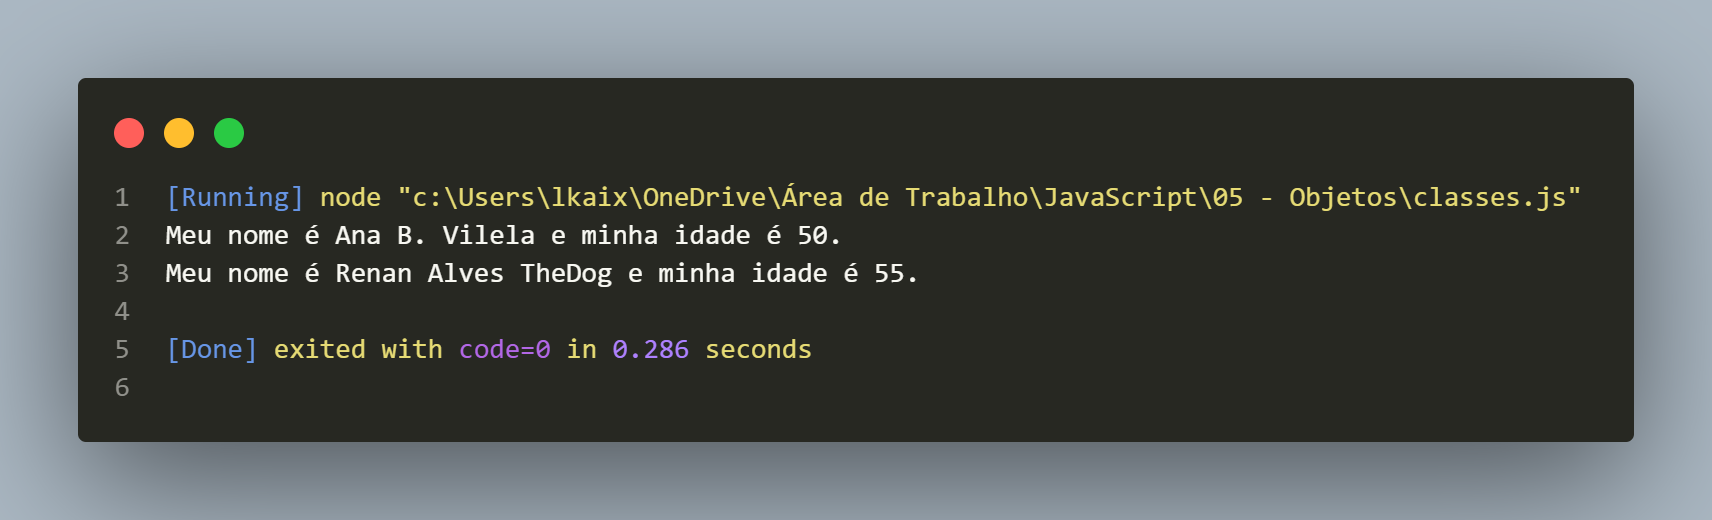 1 [Running] node "c:\Users\lkaix\OneDrive\Área de Trabalho\JavaScript\05 - Objetos\classes.js"
2 Meu nome é Ana B. Vilela e minha idade é 50.
3 Meu nome é Renan Alves TheDog e minha idade é 55.
4
5 [Done] exited with code=0 in 0.286 seconds
6